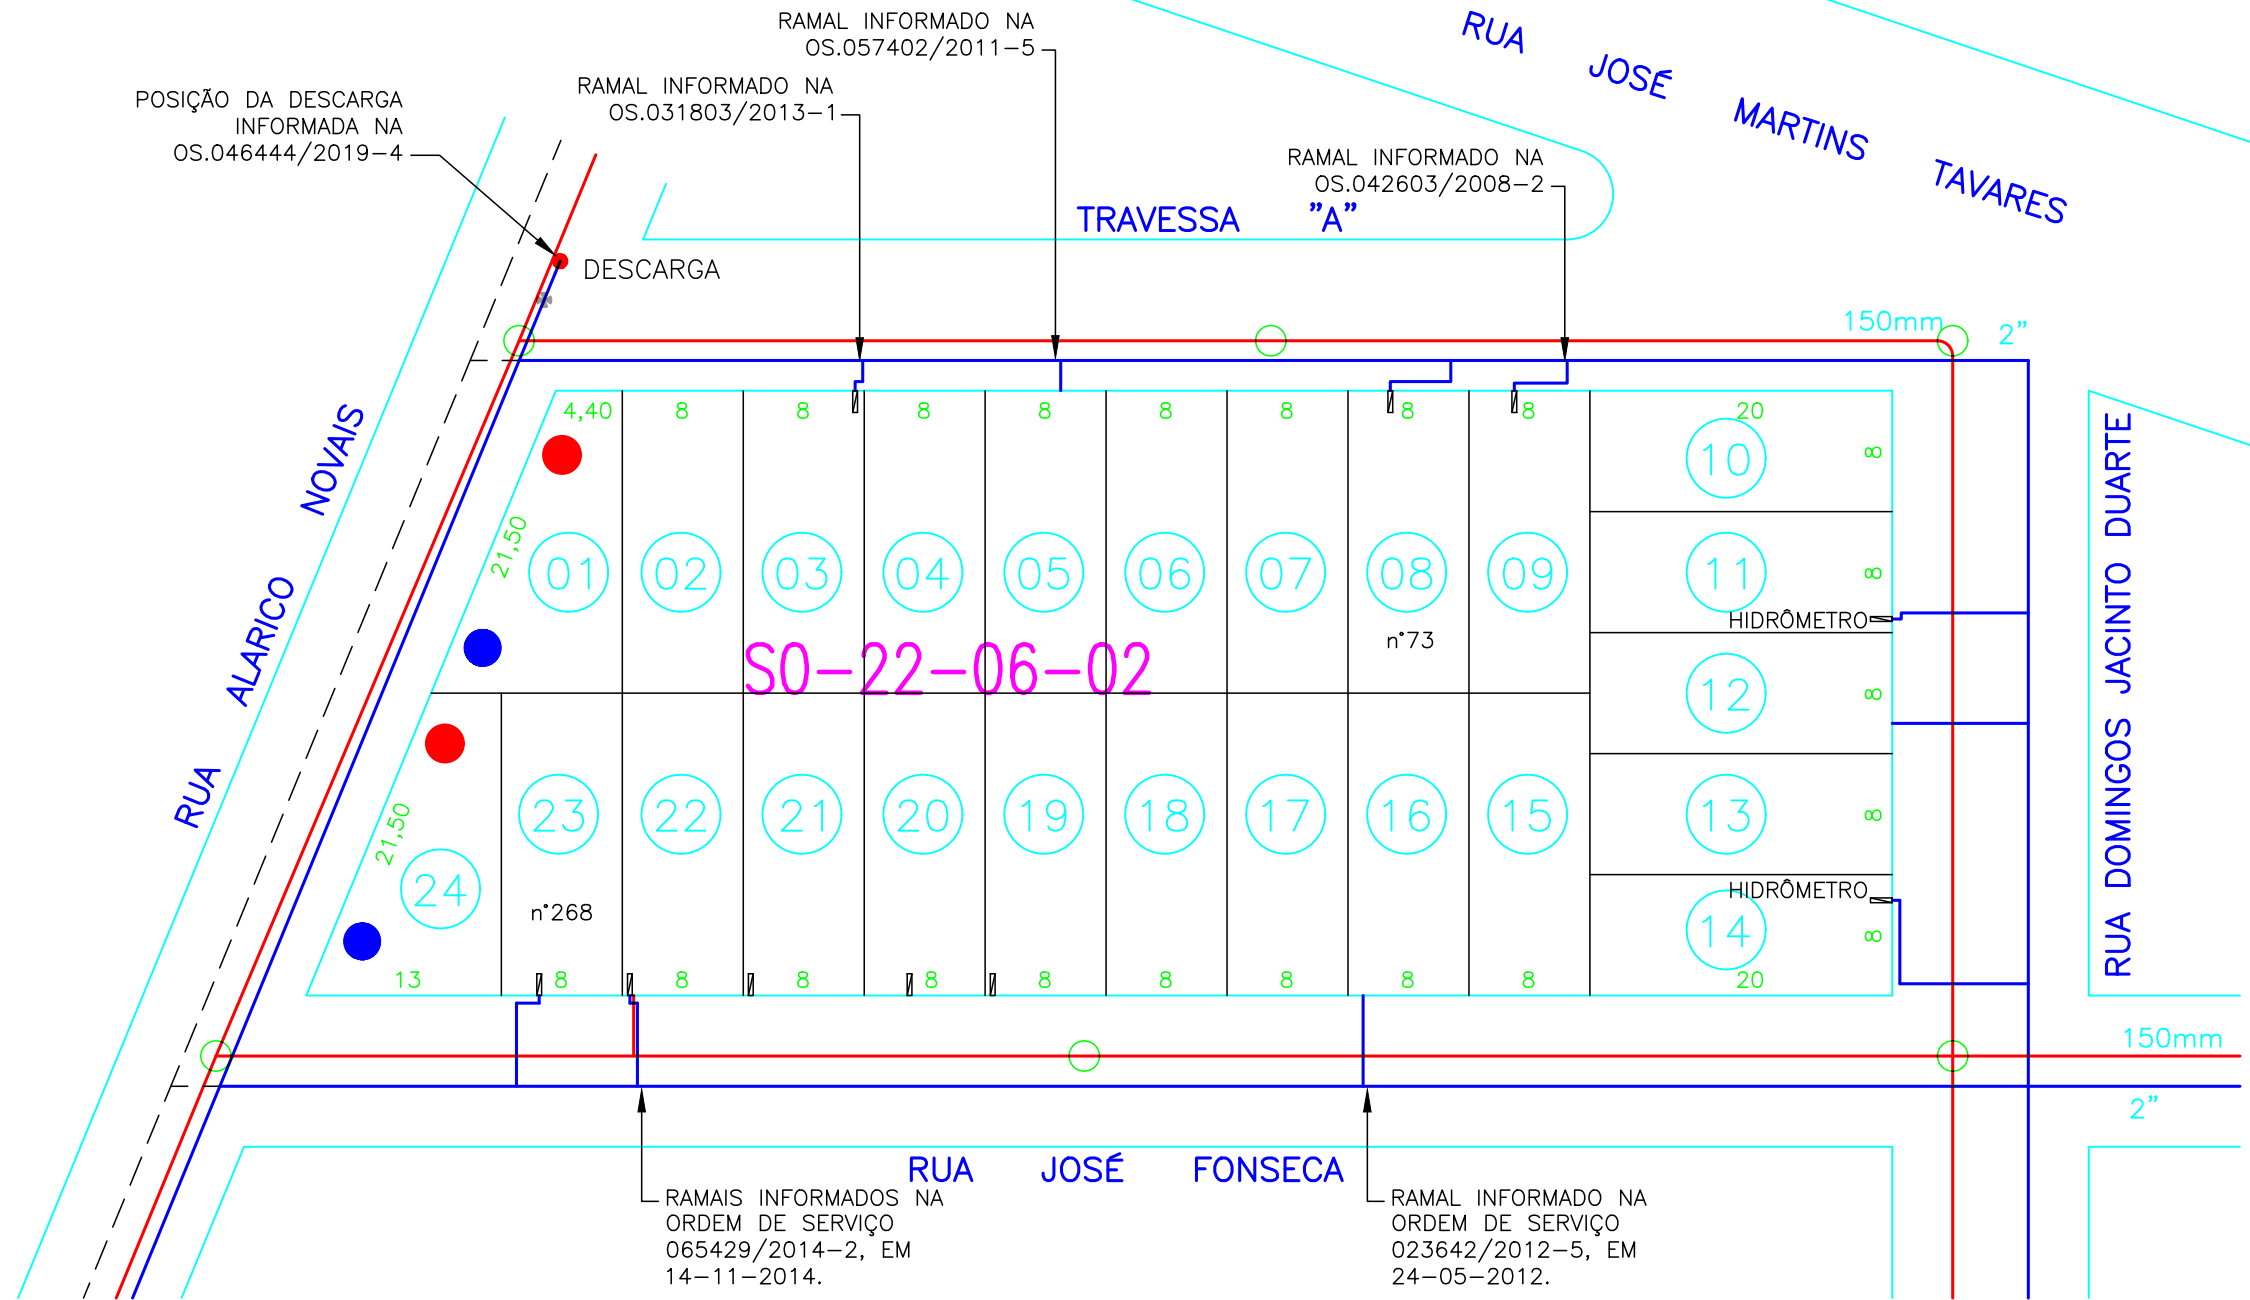 RAMAL INFORMADO NA
OS.057402/2011-5
RUA JOSÉ MARTINS TAVARES
RAMAL INFORMADO NA
OS.031803/2013-1
POSIÇÃO DA DESCARGA
INFORMADA NA
OS.046444/2019-4
RAMAL INFORMADO NA
OS.042603/2008-2
TRAVESSA "A"
DESCARGA
150mm
2"
4,40
8
8
8
8
8
8
8
8
20
RUA ALARICO NOVAIS
21,50
10
8
01
02
03
04
05
06
07
08
09
11
8
HIDRÔMETRO
n°73
SO-22-06-02
12
8
RUA DOMINGOS JACINTO DUARTE
21,50
23
22
21
20
19
18
17
16
15
13
8
24
n°268
HIDRÔMETRO
14
8
13
8
8
8
8
8
8
8
8
8
20
150mm
2"
RUA JOSÉ FONSECA
RAMAIS INFORMADOS NA
ORDEM DE SERVIÇO
065429/2014-2, EM
14-11-2014.
RAMAL INFORMADO NA
ORDEM DE SERVIÇO
023642/2012-5, EM
24-05-2012.